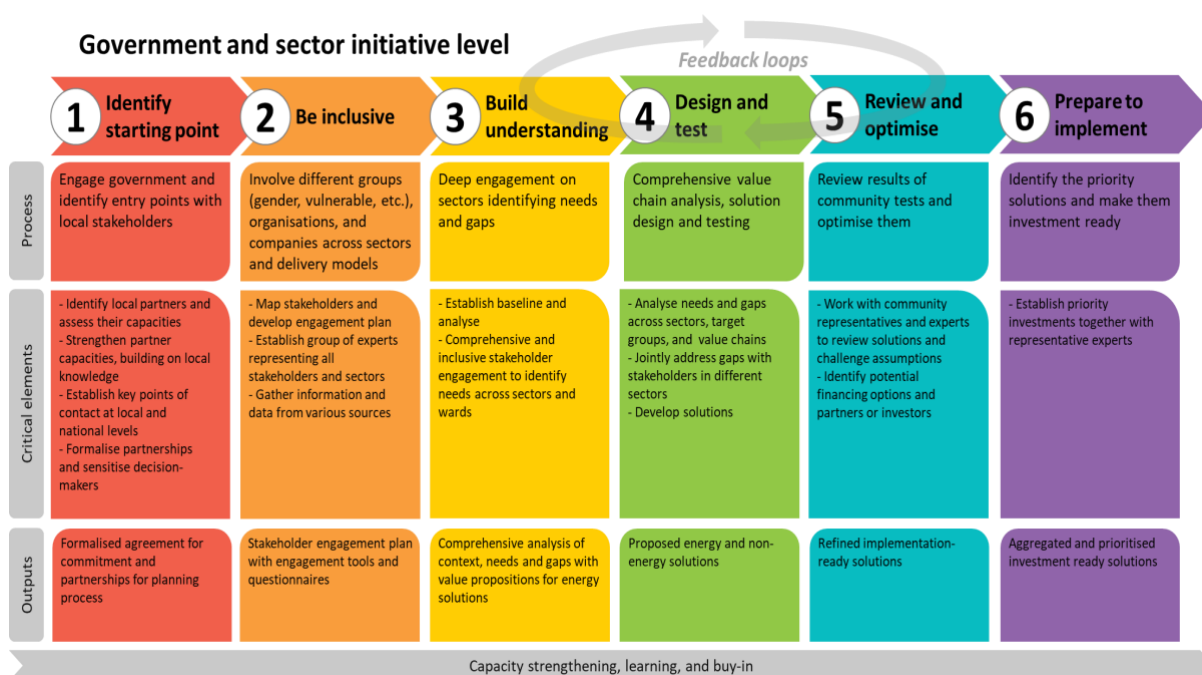 Government and sector initiative level
Feedback loops
1
Identify
starting point
2
Be inclusive
3
Build
understanding
4
Design and
test
5
Review and
optimise
6
Prepare to
implement
Process
Engage government and
identify entry points with
local stakeholders
Involve different groups
(gender, vulnerable, etc.),
organisations, and
companies across sectors
and delivery models
Deep engagement on
sectors identifying needs
and gaps
Comprehensive value
chain analysis, solution
design and testing
Review results of
community tests and
optimise them
Identify the priority
solutions and make them
investment ready
Critical elements
- Identify local partners and
assess their capacities
- Strengthen partner
capacities, building on local
knowledge
- Establish key points of
contact at local and
national levels
- Formalise partnerships
and sensitise decision-
makers
- Map stakeholders and
develop engagement plan
- Establish group of experts
representing all
stakeholders and sectors
- Gather information and
data from various sources
- Establish baseline and
analyse
- Comprehensive and
inclusive stakeholder
engagement to identify
needs across sectors and
wards
- Analyse needs and gaps
across sectors, target
groups, and value chains
- Jointly address gaps with
stakeholders in different
sectors
- Develop solutions
- Work with community
representatives and experts
to review solutions and
challenge assumptions
- Identify potential
financing options and
partners or investors
- Establish priority
investments together with
representative experts
Outputs
Formalised agreement for
commitment and
partnerships for planning
process
Stakeholder engagement plan
with engagement tools and
questionnaires
Comprehensive analysis of
context, needs and gaps with
value propositions for energy
solutions
Proposed energy and non-
energy solutions
Refined implementation-
ready solutions
Aggregated and prioritised
investment ready solutions
Capacity strengthening, learning, and buy-in